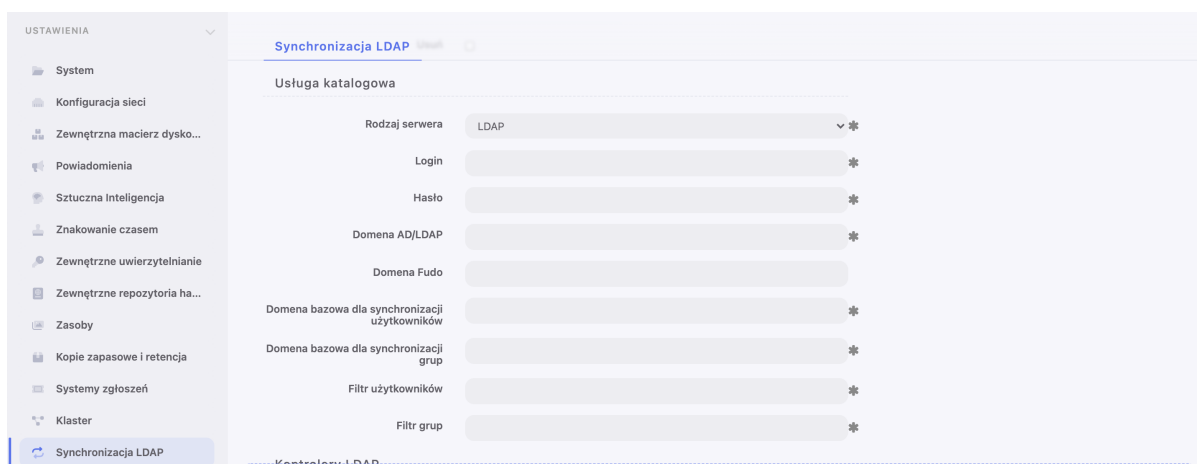 USTAWIENIA
System
Konfiguracja sieci
Zewnętrzna macierz dysko...
Powiadomienia
Sztuczna Inteligencja
Znakowanie czasem
Zewnętrzne uwierzytelnianie
Zewnętrzne repozytoria ha...
Zasoby
Kopie zapasowe i retencja
Systemy zgłoszeń
Klaster
Synchronizacja LDAP
Synchronizacja LDAP
Usługa katalogowa
Rodzaj serwera
LDAP
Login
Hasło
Domena AD/LDAP
Domena Fudo
Domena bazowa dla synchronizacji
użytkowników
Domena bazowa dla synchronizacji
grup
Filtr użytkowników
Filtr grup
Kontrolery LDAP